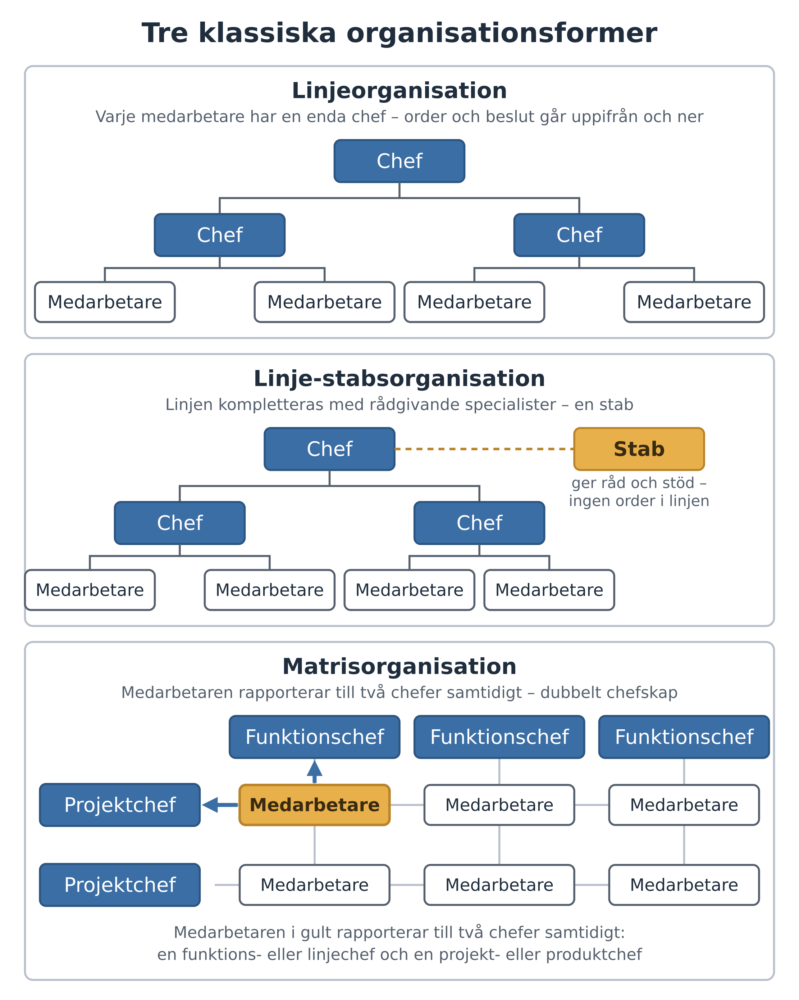 Tre klassiska organisationsformer
Linjeorganisation
Varje medarbetare har en enda chef – order och beslut går uppifrån och ner
Chef
Chef
Chef
Medarbetare
Medarbetare
Medarbetare
Medarbetare
Linje-stabsorganisation
Linjen kompletteras med rådgivande specialister – en stab
Chef
Stab
ger råd och stöd –
ingen order i linjen
Chef
Chef
Medarbetare
Medarbetare
Medarbetare
Medarbetare
Matrisorganisation
Medarbetaren rapporterar till två chefer samtidigt – dubbelt chefskap
Funktionschef
Funktionschef
Funktionschef
Projektchef
Medarbetare
Medarbetare
Medarbetare
Projektchef
Medarbetare
Medarbetare
Medarbetare
Medarbetaren i gult rapporterar till två chefer samtidigt:
en funktions- eller linjechef och en projekt- eller produktchef